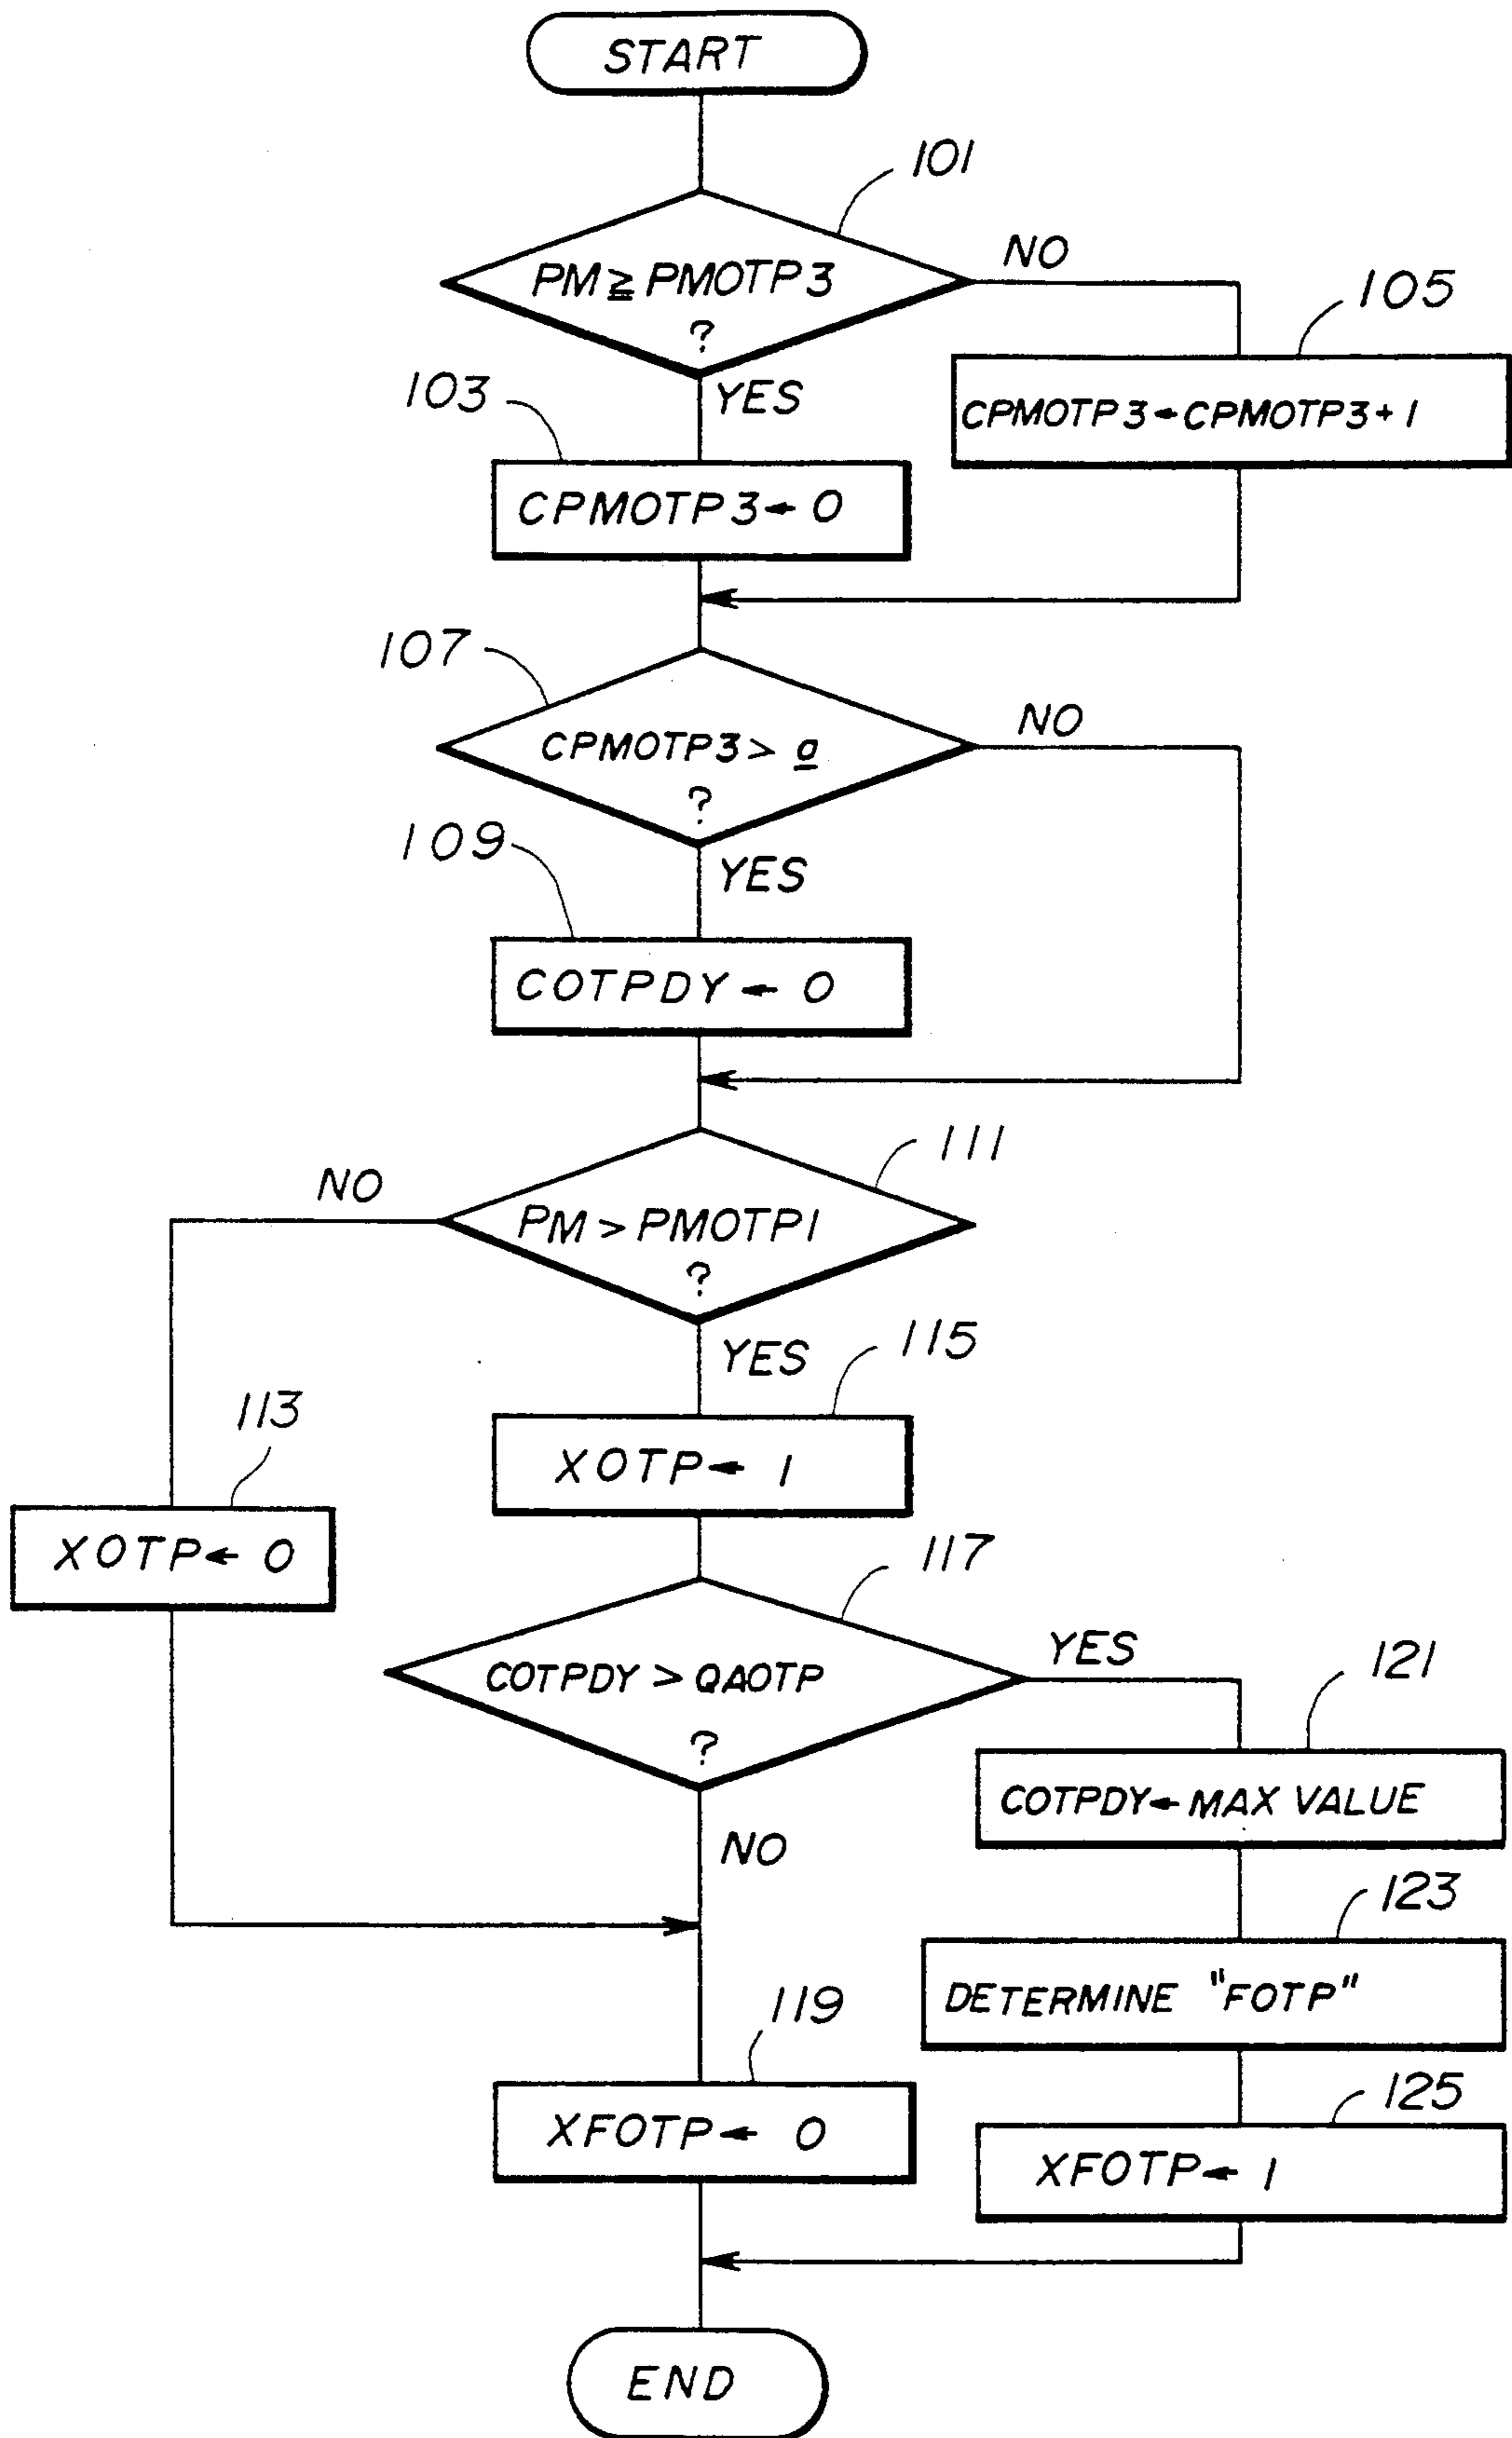 START
101
PM ≧ PMOTP3
?
NO
105
CPMOTP3 ← CPMOTP3 + 1
YES
103
CPMOTP3 ← 0
107
CPMOTP3 > a
?
NO
YES
109
COTPDY ← 0
111
PM > PMOTP1
?
NO
YES
113
XOTP ← 0
115
XOTP ← 1
117
COTPDY > QAOTP
?
YES
121
COTPDY ← MAX VALUE
NO
123
DETERMINE "FOTP"
119
XFOTP ← 0
125
XFOTP ← 1
END